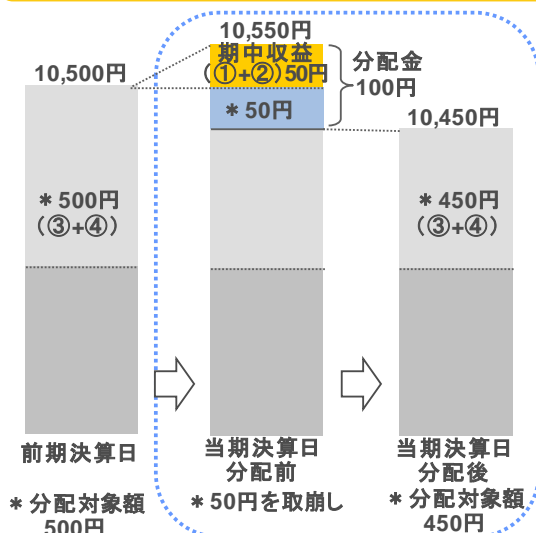 10,550円
期中収益
(①+②)50円
分配金
100円
10,500円
＊50円
10,450円
＊500円
(③+④)
＊450円
(③+④)
前期決算日
当期決算日
分配前
当期決算日
分配後
＊分配対象額
500円
＊50円を取崩し
＊分配対象額
450円